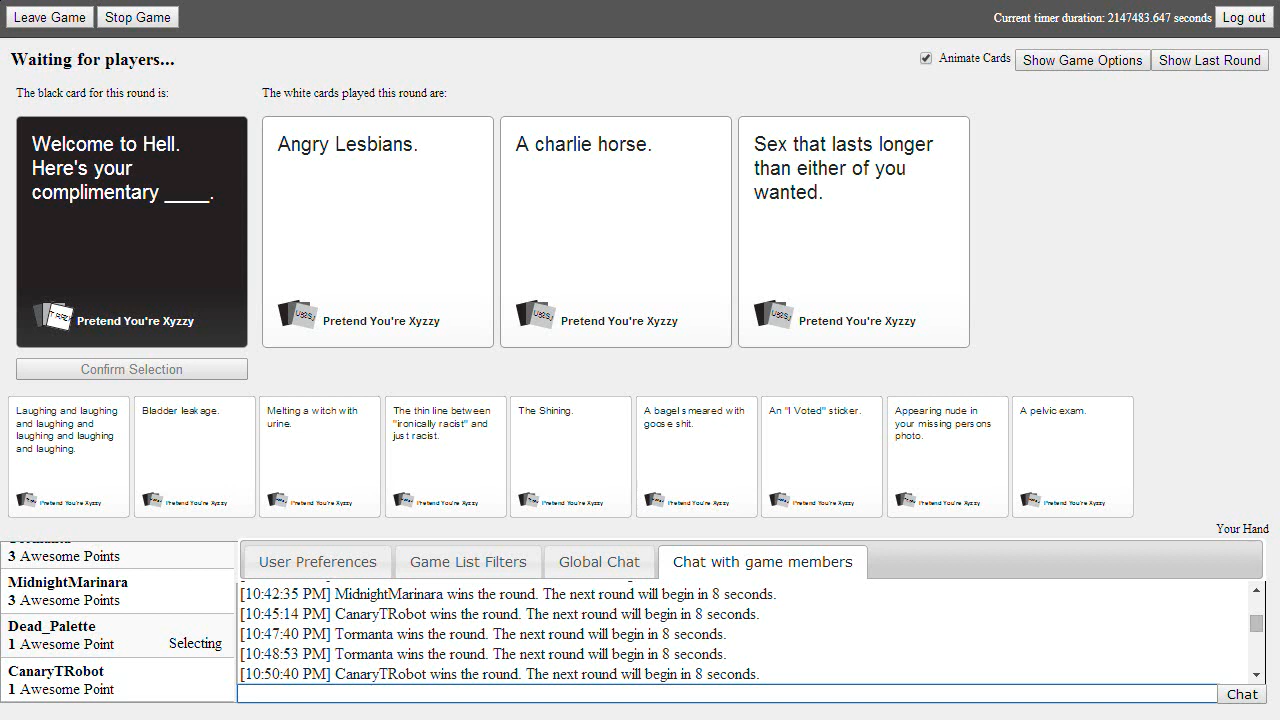 Leave Game
Stop Game
Current timer duration: 2147483.647 seconds
Log out
Waiting for players...
Animate Cards
Show Game Options
Show Last Round
The black card for this round is:
The white cards played this round are:
Welcome to Hell.
Here's your
complimentary ____.
Pretend You're Xyzzy
Angry Lesbians.
Pretend You're Xyzzy
A charlie horse.
Pretend You're Xyzzy
Sex that lasts longer
than either of you
wanted.
Pretend You're Xyzzy
Confirm Selection
Laughing and laughing
and laughing and
laughing and laughing
and laughing.
Pretend You're Xyzzy
Bladder leakage.
Pretend You're Xyzzy
Melting a witch with
urine.
Pretend You're Xyzzy
The thin line between
"ironically racist" and
just racist.
Pretend You're Xyzzy
The Shining.
Pretend You're Xyzzy
A bagel smeared with
goose shit.
Pretend You're Xyzzy
An "I Voted" sticker.
Pretend You're Xyzzy
Appearing nude in
your missing persons
photo.
Pretend You're Xyzzy
A pelvic exam.
Pretend You're Xyzzy
Your Hand
3 Awesome Points
MidnightMarinara
3 Awesome Points
Dead_Palette
1 Awesome Point
Selecting
CanaryTRobot
1 Awesome Point
User Preferences
Game List Filters
Global Chat
Chat with game members
[10:42:35 PM] MidnightMarinara wins the round. The next round will begin in 8 seconds.
[10:45:14 PM] CanaryTRobot wins the round. The next round will begin in 8 seconds.
[10:47:40 PM] Tormanta wins the round. The next round will begin in 8 seconds.
[10:48:53 PM] Tormanta wins the round. The next round will begin in 8 seconds.
[10:50:40 PM] CanaryTRobot wins the round. The next round will begin in 8 seconds.
Chat